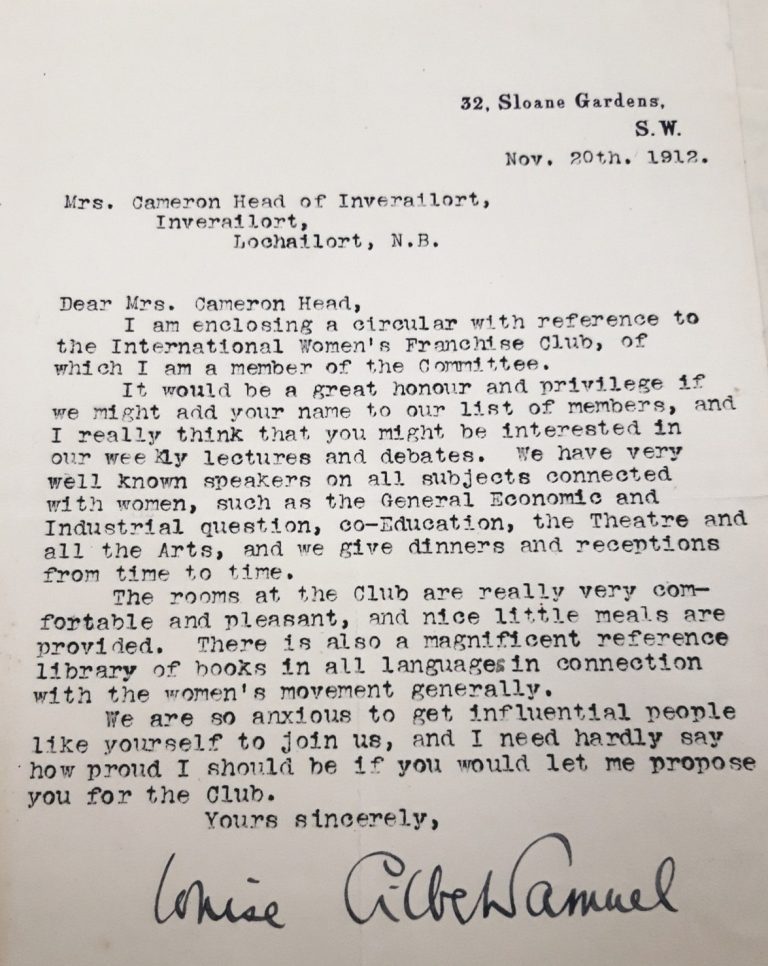 32, Sloane Gardens,
S.W.
Nov. 20th. 1912.
Mrs. Cameron Head of Inverailort,
Inverailort,
Lochailort, N.B.
Dear Mrs. Cameron Head,
I am enclosing a circular with reference to
the International Women's Franchise Club, of
which I am a member of the Committee.
It would be a great honour and privilege if
we might add your name to our list of members, and
I really think that you might be interested in
our weekly lectures and debates. We have very
well known speakers on all subjects connected
with women, such as the General Economic and
Industrial question, co-Education, the Theatre and
all the Arts, and we give dinners and receptions
from time to time.
The rooms at the Club are really very com-
fortable and pleasant, and nice little meals are
provided. There is also a magnificent reference
library of books in all languages in connection
with the women's movement generally.
We are so anxious to get influential people
like yourself to join us, and I need hardly say
how proud I should be if you would let me propose
you for the Club.
Yours sincerely,
Louise Gilbert Samuel